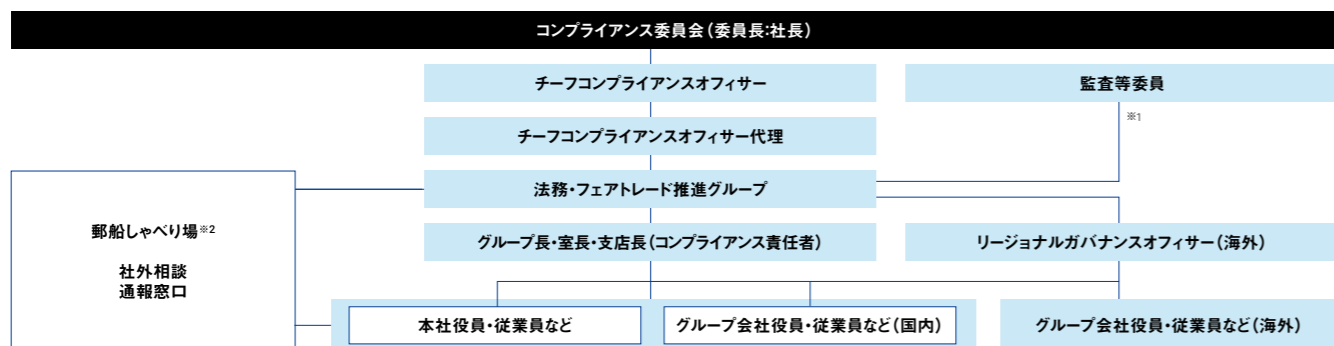 コンプライアンス委員会（委員長:社長）
チーフコンプライアンスオフィサー
監査等委員
※1
チーフコンプライアンスオフィサー代理
法務・フェアトレード推進グループ
郵船しゃべり場※2
社外相談
通報窓口
グループ長・室長・支店長（コンプライアンス責任者）
リージョナルガバナンスオフィサー（海外）
本社役員・従業員など
グループ会社役員・従業員など（国内）
グループ会社役員・従業員など（海外）